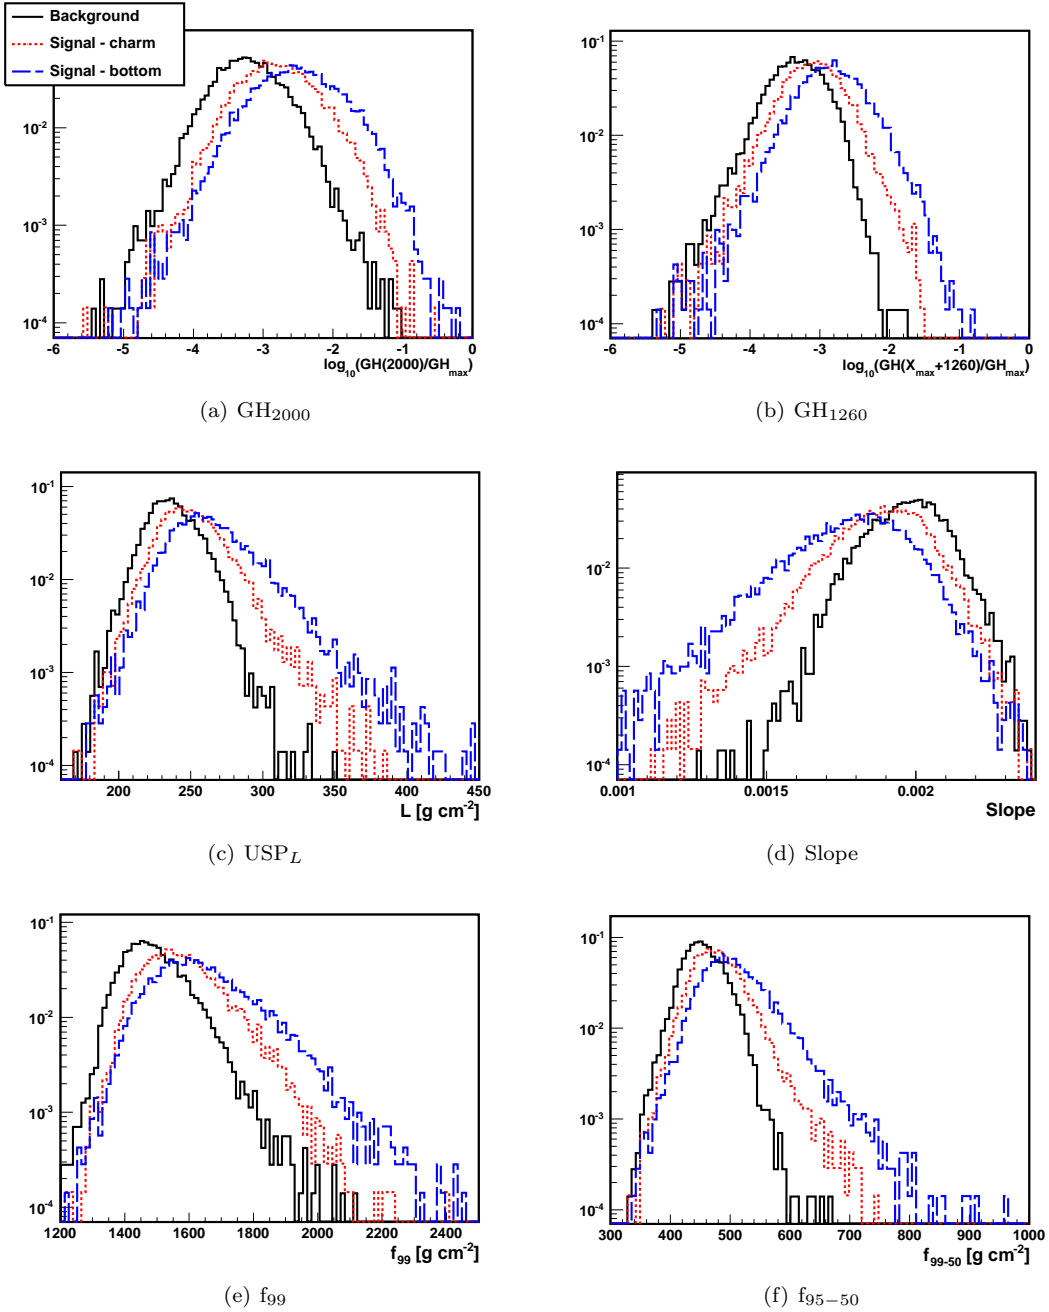 Background
Signal - charm
Signal - bottom
10⁻²
10⁻³
10⁻⁴
-6 -5 -4 -3 -2 -1 0
log₁₀(GH(2000)/GHₘₐₓ)
(a) GH₂₀₀₀
10⁻¹
10⁻²
10⁻³
10⁻⁴
-6 -5 -4 -3 -2 -1 0
log₁₀(GH(Xₘₐₓ+1260)/GHₘₐₓ)
(b) GH₁₂₆₀
10⁻¹
10⁻²
10⁻³
10⁻⁴
200 250 300 350 400 450
L [g cm⁻²]
(c) USP_L
10⁻¹
10⁻²
10⁻³
10⁻⁴
0.001 0.0015 0.002
Slope
(d) Slope
10⁻¹
10⁻²
10⁻³
10⁻⁴
1200 1400 1600 1800 2000 2200 2400
f₉₉ [g cm⁻²]
(e) f₉₉
10⁻¹
10⁻²
10⁻³
10⁻⁴
300 400 500 600 700 800 900 1000
f₉₉₋₅₀ [g cm⁻²]
(f) f₉₅₋₅₀